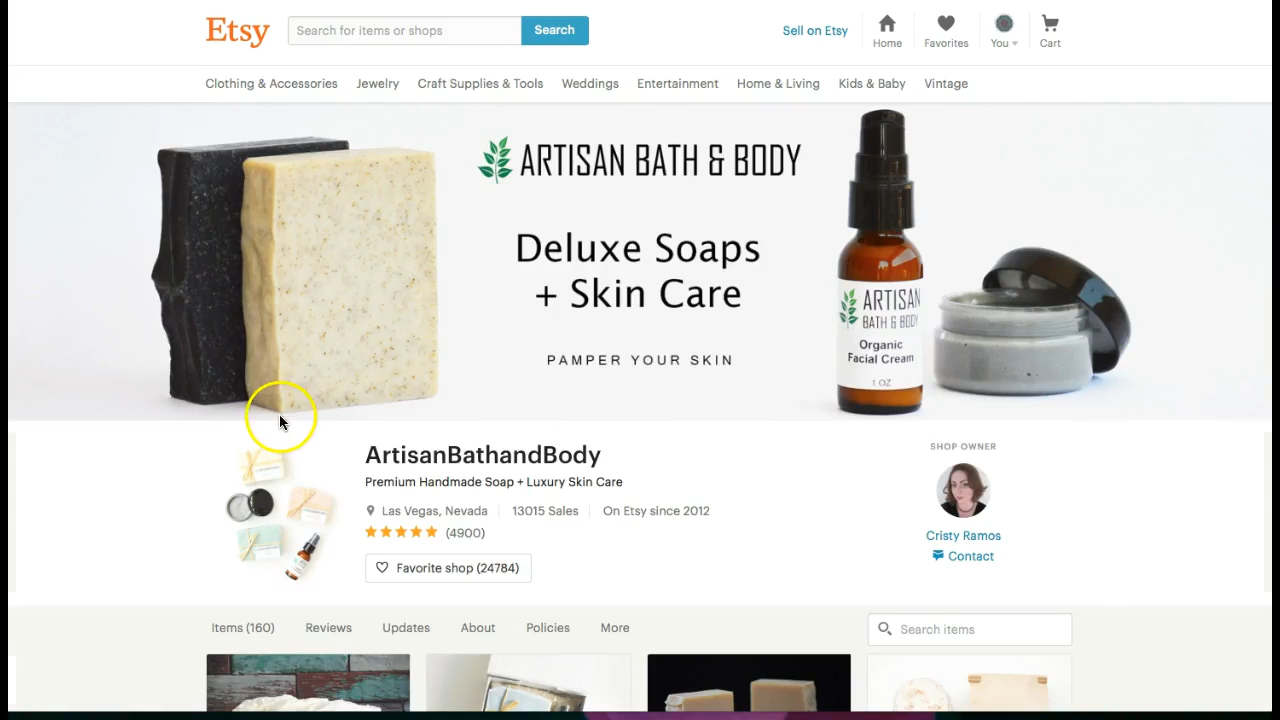 Etsy
Search for items or shops
Search
Sell on Etsy
Home
Favorites
You
Cart
Clothing & Accessories
Jewelry
Craft Supplies & Tools
Weddings
Entertainment
Home & Living
Kids & Baby
Vintage
ARTISAN BATH & BODY
Deluxe Soaps
+ Skin Care
PAMPER YOUR SKIN
ARTISAN
BATH & BODY
Organic
Facial Cream
1 OZ
ArtisanBathandBody
Premium Handmade Soap + Luxury Skin Care
Las Vegas, Nevada
13015 Sales
On Etsy since 2012
(4900)
Favorite shop (24784)
SHOP OWNER
Cristy Ramos
Contact
Items (160)
Reviews
Updates
About
Policies
More
Search items